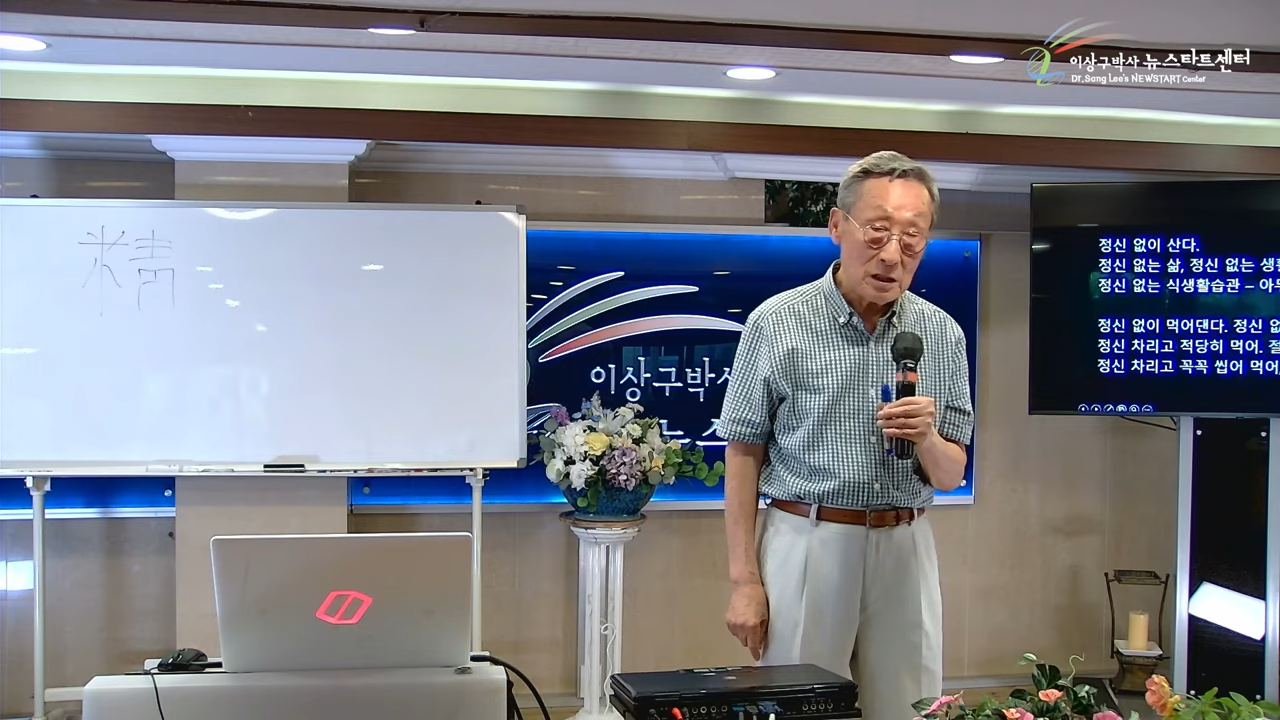 이상구박사 뉴스타트센터
Dr. Sang Lee's NEWSTART Center
精
이상구박사
뉴스
정신 없이 산다.
정신 없는 삶, 정신 없는
정신 없는 식생활습관 – 아무
정신 없이 먹어댄다. 정신
정신 차리고 적당히 먹어.
정신 차리고 꼭꼭 씹어 먹어,